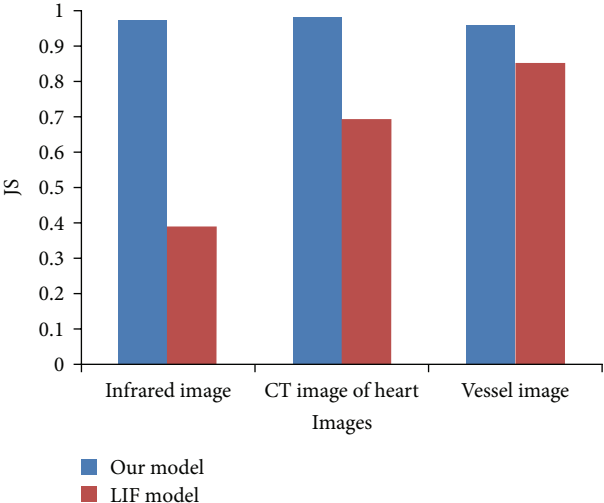 1
0.9
0.8
0.7
0.6
0.5
0.4
0.3
0.2
0.1
0
JS
Infrared image
CT image of heart
Vessel image
Images
Our model
LIF model